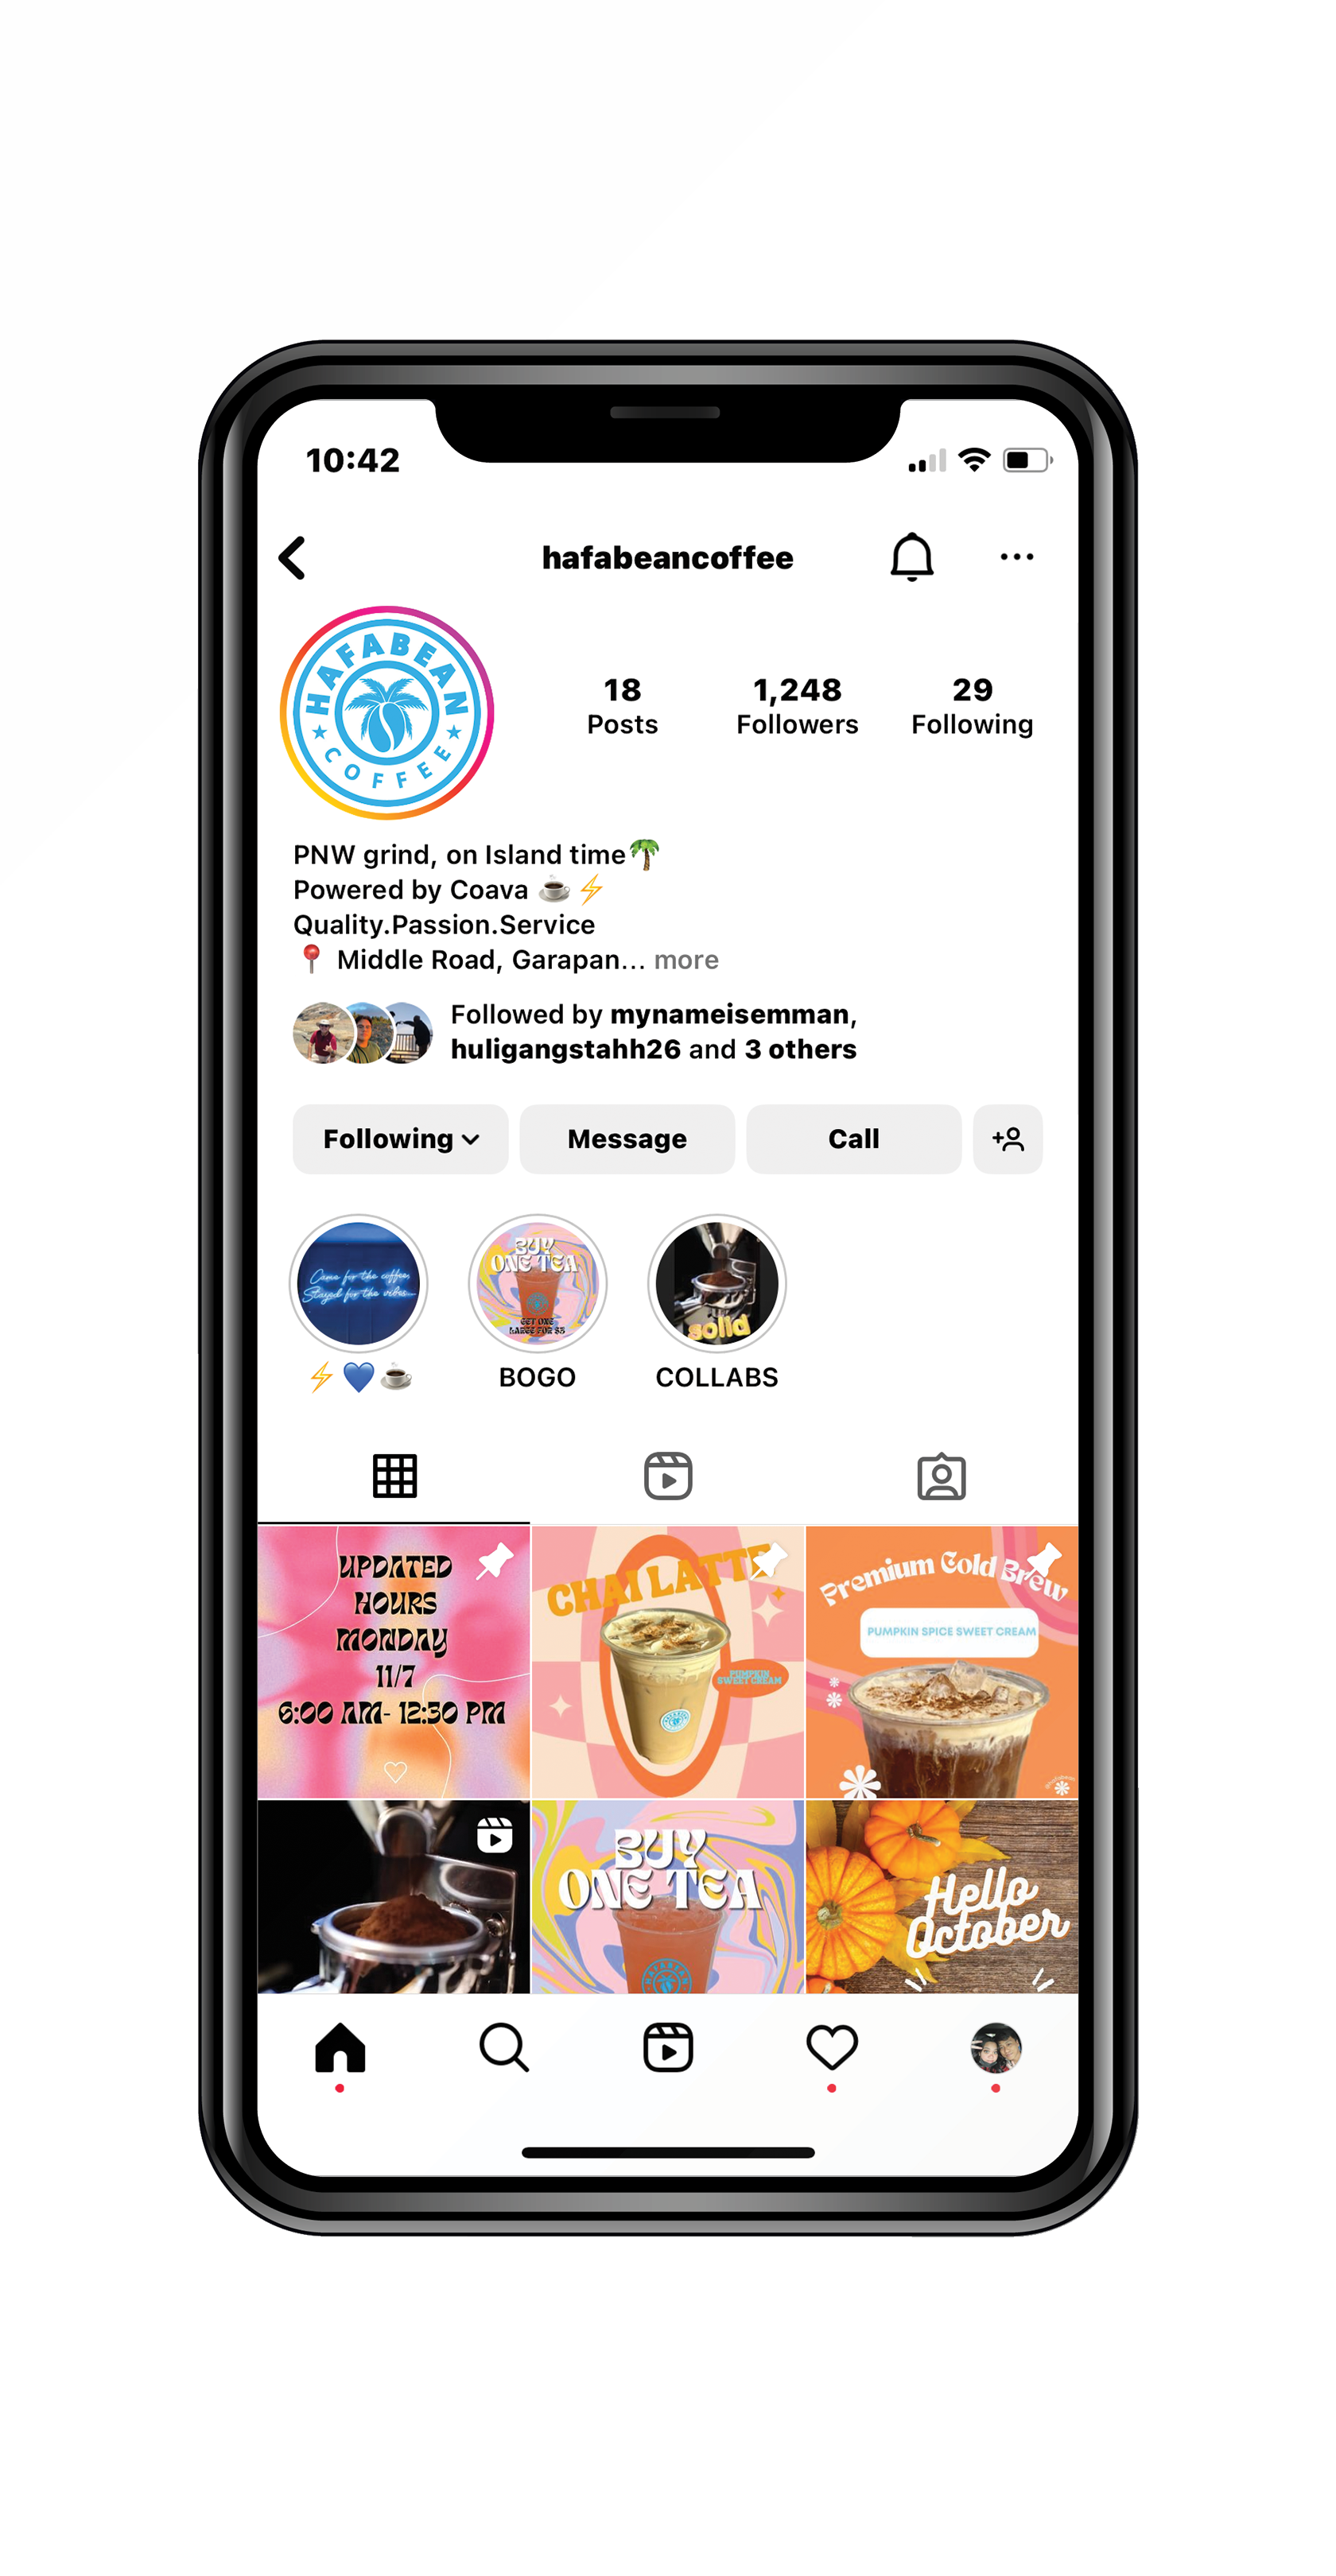 10:42
hafabeancoffee
HAFABEAN
COFFEE
18
Posts
1,248
Followers
29
Following
PNW grind, on Island time🌴
Powered by Coava ☕️⚡️
Quality.Passion.Service
📍 Middle Road, Garapan... more
Followed by mynameisemman,
huligangstahh26 and 3 others
Following
Message
Call
Came for the coffee,
Stayed for the vibes...
BUY
ONE TEA
GET ONE
LARGE FOR $5
solid
⚡️💙☕️
BOGO
COLLABS
UPDATED
HOURS
MONDAY
11/7
6:00 AM- 12:30 PM
CHAI LATTE
PUMPKIN
SWEET CREAM
Premium Cold Brew
PUMPKIN SPICE SWEET CREAM
BUY
ONE TEA
HAFABEAN
Hello
October